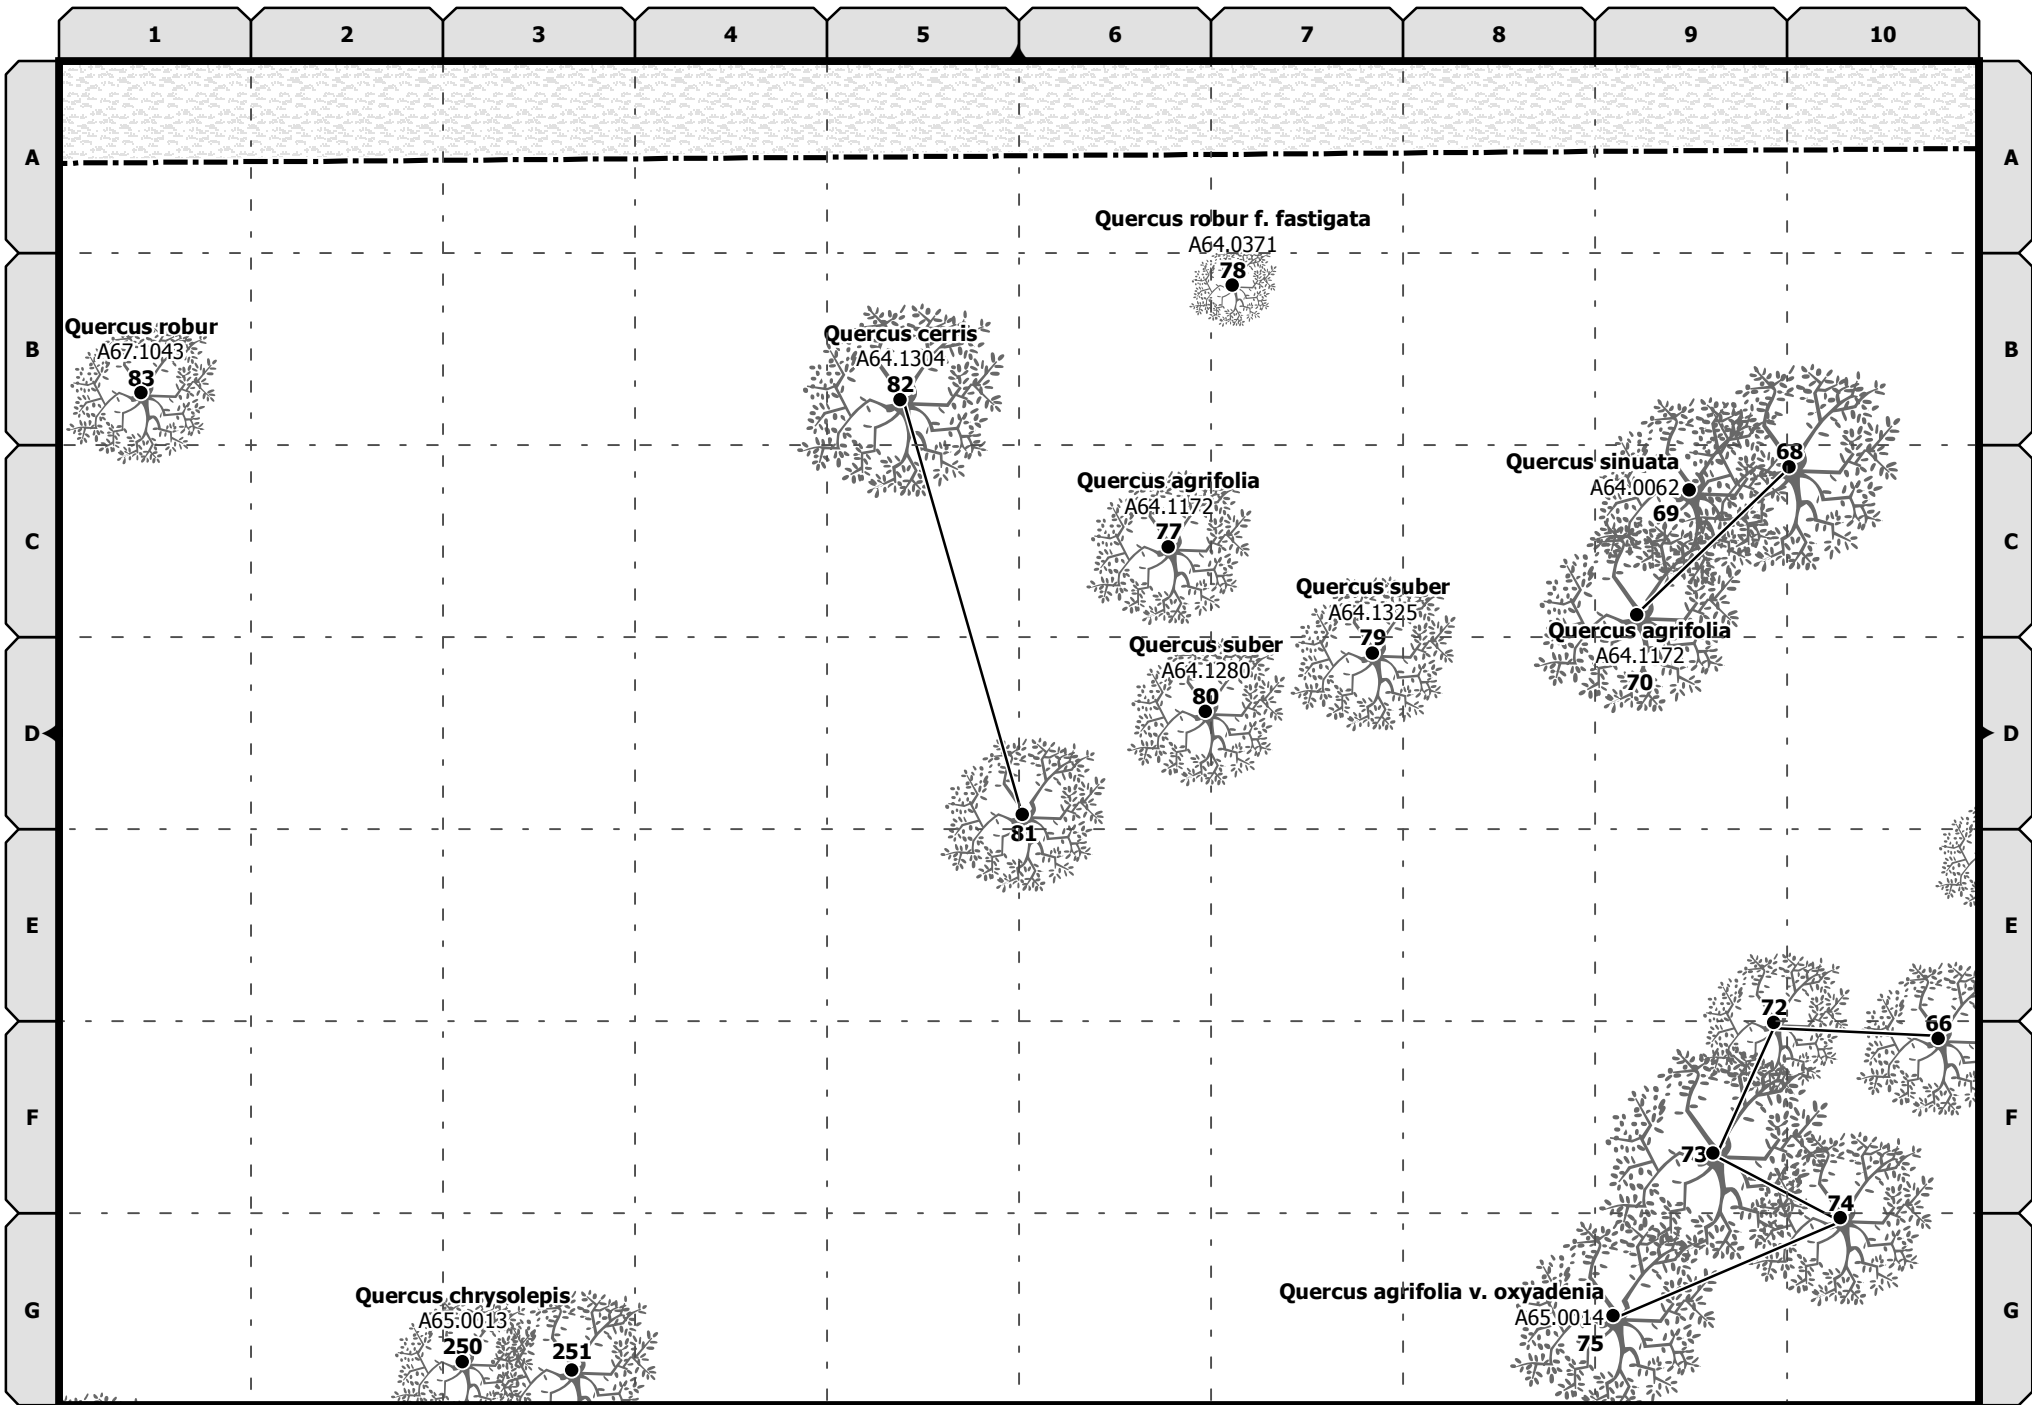 1 2 3 4 5 6 7 8 9 10
A A
Quercus robur f. fastigata
A64.0371
78
Quercus robur
A67.1043
83
Quercus cerris
A64.1304
82
B B
68
Quercus sinuata
A64.0062
69
Quercus agrifolia
A64.1172
77
C C
Quercus suber
A64.1325
79
Quercus suber
A64.1280
80
Quercus agrifolia
A64.1172
70
D D
81
E E
72
66
F F
73
74
Quercus agrifolia v. oxyadenia
A65.0014
75
Quercus chrysolepis
A65.0013
250
251
G G